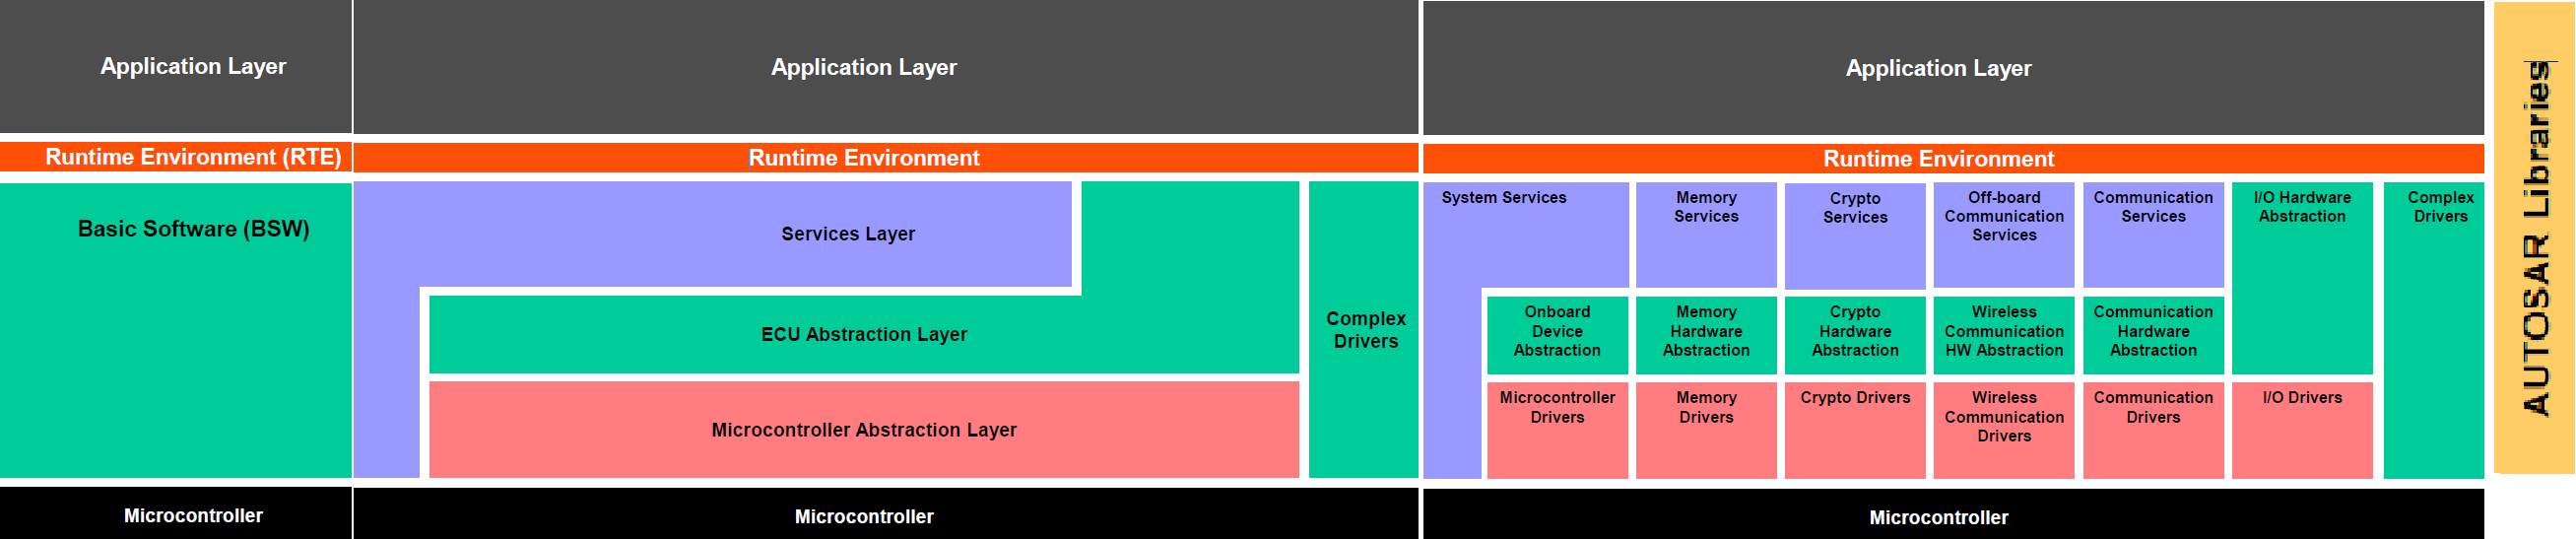 Application Layer
Runtime Environment (RTE)
Basic Software (BSW)
Microcontroller
Application Layer
Runtime Environment
Services Layer
ECU Abstraction Layer
Microcontroller Abstraction Layer
Complex
Drivers
Microcontroller
Application Layer
Runtime Environment
System Services
Memory
Services
Crypto
Services
Off-board
Communication
Services
Communication
Services
I/O Hardware
Abstraction
Complex
Drivers
Onboard
Device
Abstraction
Memory
Hardware
Abstraction
Crypto
Hardware
Abstraction
Wireless
Communication
HW Abstraction
Communication
Hardware
Abstraction
Microcontroller
Drivers
Memory
Drivers
Crypto Drivers
Wireless
Communication
Drivers
Communication
Drivers
I/O Drivers
Microcontroller
AUTOSAR Libraries